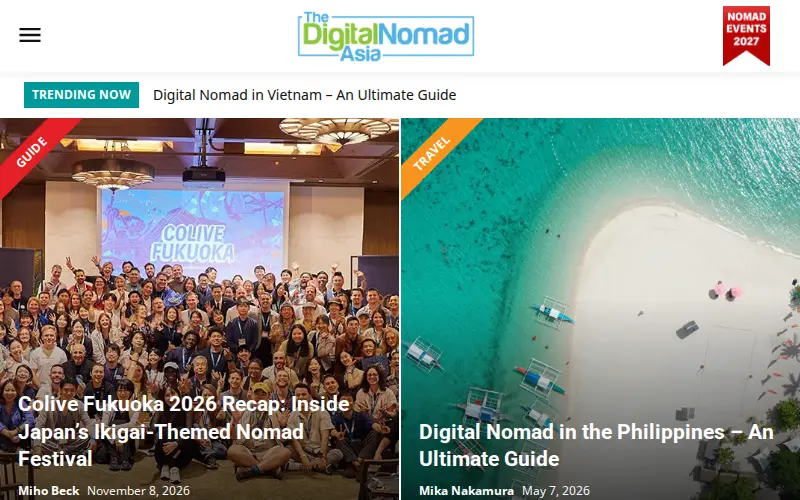 The
DigitalNomad
Asia
NOMAD
EVENTS
2027
TRENDING NOW
Digital Nomad in Vietnam – An Ultimate Guide
GUIDE
COLIVE
FUKUOKA
Colive Fukuoka 2026 Recap: Inside
Japan’s Ikigai-Themed Nomad
Festival
Miho Beck November 8, 2026
TRAVEL
Digital Nomad in the Philippines – An
Ultimate Guide
Mika Nakamura May 7, 2026